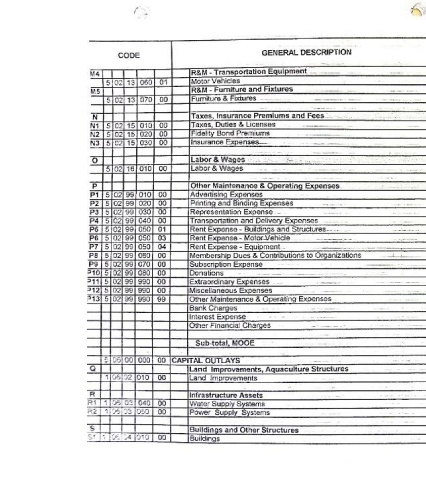 CODE GENERAL DESCRIPTION
M4 R&M - Transportation Equipment
5 02 13 060 01 Motor Vehicles
M5 R&M - Furniture and Fixtures
5 02 13 070 00 Furniture & Fixtures
N Taxes, Insurance Premiums and Fees
N1 5 02 15 010 00 Taxes, Duties & Licenses
N2 5 02 15 020 00 Fidelity Bond Premiums
N3 5 02 15 030 00 Insurance Expenses
O Labor & Wages
5 02 16 010 00 Labor & Wages
P Other Maintenance & Operating Expenses
P1 5 02 99 010 00 Advertising Expenses
P2 5 02 99 020 00 Printing and Binding Expenses
P3 5 02 99 030 00 Representation Expense
P4 5 02 99 040 00 Transportation and Delivery Expenses
P5 5 02 99 050 01 Rent Expense - Buildings and Structures
P6 5 02 99 050 03 Rent Expense - Motor Vehicle
P7 5 02 99 050 04 Rent Expense - Equipment
P8 5 02 99 060 00 Membership Dues & Contributions to Organizations
P9 5 02 99 070 00 Subscription Expense
P10 5 02 99 080 00 Donations
P11 5 02 99 990 00 Extraordinary Expenses
P12 5 02 99 990 00 Miscellaneous Expenses
P13 5 02 99 990 99 Other Maintenance & Operating Expenses
Bank Charges
Interest Expense
Other Financial Charges
Sub-total, MOOE
5 06 00 000 00 CAPITAL OUTLAYS
Q Land Improvements, Aquaculture Structures
1 06 02 010 00 Land Improvements
R Infrastructure Assets
R1 1 06 03 040 00 Water Supply Systems
R2 1 06 03 050 00 Power Supply Systems
S Buildings and Other Structures
S1 1 06 04 010 00 Buildings